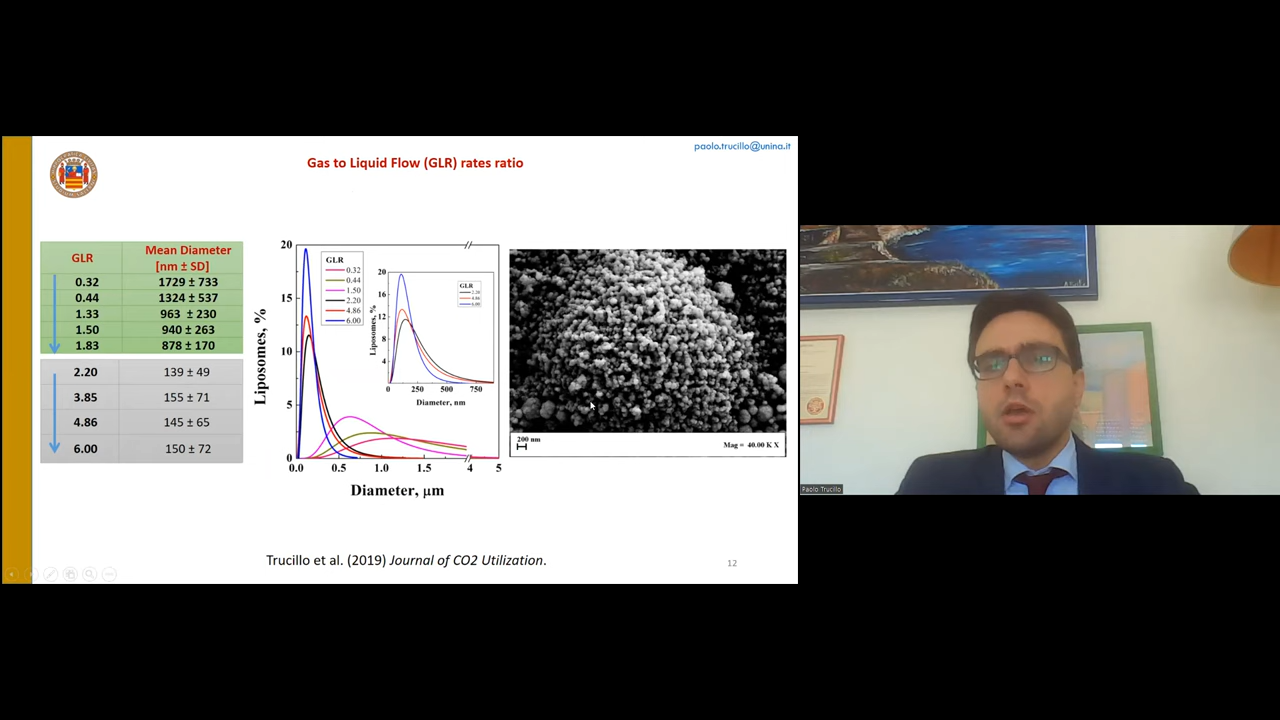 paolo.trucillo@unina.it
Gas to Liquid Flow (GLR) rates ratio
GLR Mean Diameter
[nm ± SD]
0.32 1729 ± 733
0.44 1324 ± 537
1.33 963 ± 230
1.50 940 ± 263
1.83 878 ± 170
2.20 139 ± 49
3.85 155 ± 71
4.86 145 ± 65
6.00 150 ± 72
20
15
10
5
0
Liposomes, %
GLR
0.32
0.44
1.50
2.20
4.86
6.00
20
16
12
8
4
Liposomes, %
GLR
2.20
4.86
6.00
0 250 500 750
Diameter, nm
0.0 0.5 1.0 1.5 4 5
Diameter, µm
200 nm
Mag = 40.00 K X
Trucillo et al. (2019) Journal of CO2 Utilization.
12
Paolo Trucillo